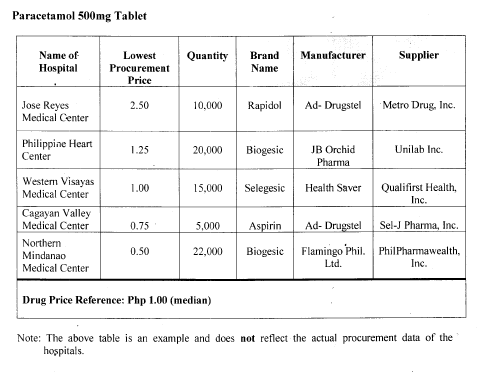 Paracetamol 500mg Tablet
Name of Hospital Lowest Procurement Price Quantity Brand Name Manufacturer Supplier
Jose Reyes Medical Center 2.50 10,000 Rapidol Ad- Drugstel Metro Drug, Inc.
Philippine Heart Center 1.25 20,000 Biogesic JB Orchid Pharma Unilab Inc.
Western Visayas Medical Center 1.00 15,000 Selegesic Health Saver Qualifirst Health, Inc.
Cagayan Valley Medical Center 0.75 5,000 Aspirin Ad- Drugstel Sel-J Pharma, Inc.
Northern Mindanao Medical Center 0.50 22,000 Biogesic Flamingo Phil. Ltd. PhilPharmawealth, Inc.
Drug Price Reference: Php 1.00 (median)
Note: The above table is an example and does not reflect the actual procurement data of the
hospitals.